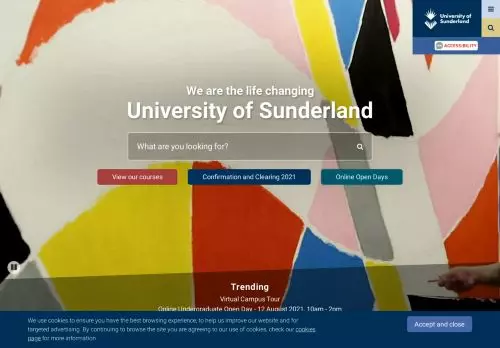 University of
Sunderland
ACCESSIBILITY
We are the life changing
University of Sunderland
What are you looking for?
View our courses
Confirmation and Clearing 2021
Online Open Days
Trending
Virtual Campus Tour
Online Undergraduate Open Day - 12 August 2021, 10am - 2pm
We use cookies to ensure you have the best browsing experience, to help us improve our website and for
targeted advertising. By continuing to browse the site you are agreeing to our use of cookies, check our cookies
page for more information.
Accept and close